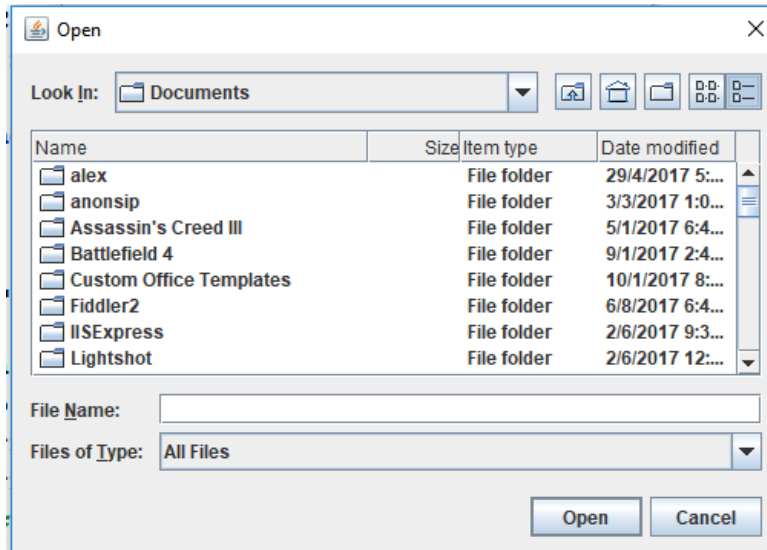 Open
Look In: Documents
Name Size Item type Date modified
alex File folder 29/4/2017 5:...
anonsip File folder 3/3/2017 1:0...
Assassin's Creed III File folder 5/1/2017 6:4...
Battlefield 4 File folder 9/1/2017 2:4...
Custom Office Templates File folder 10/1/2017 8:...
Fiddler2 File folder 6/8/2017 6:4...
IISExpress File folder 2/6/2017 9:3...
Lightshot File folder 2/6/2017 12:...
File Name:
Files of Type: All Files
Open Cancel